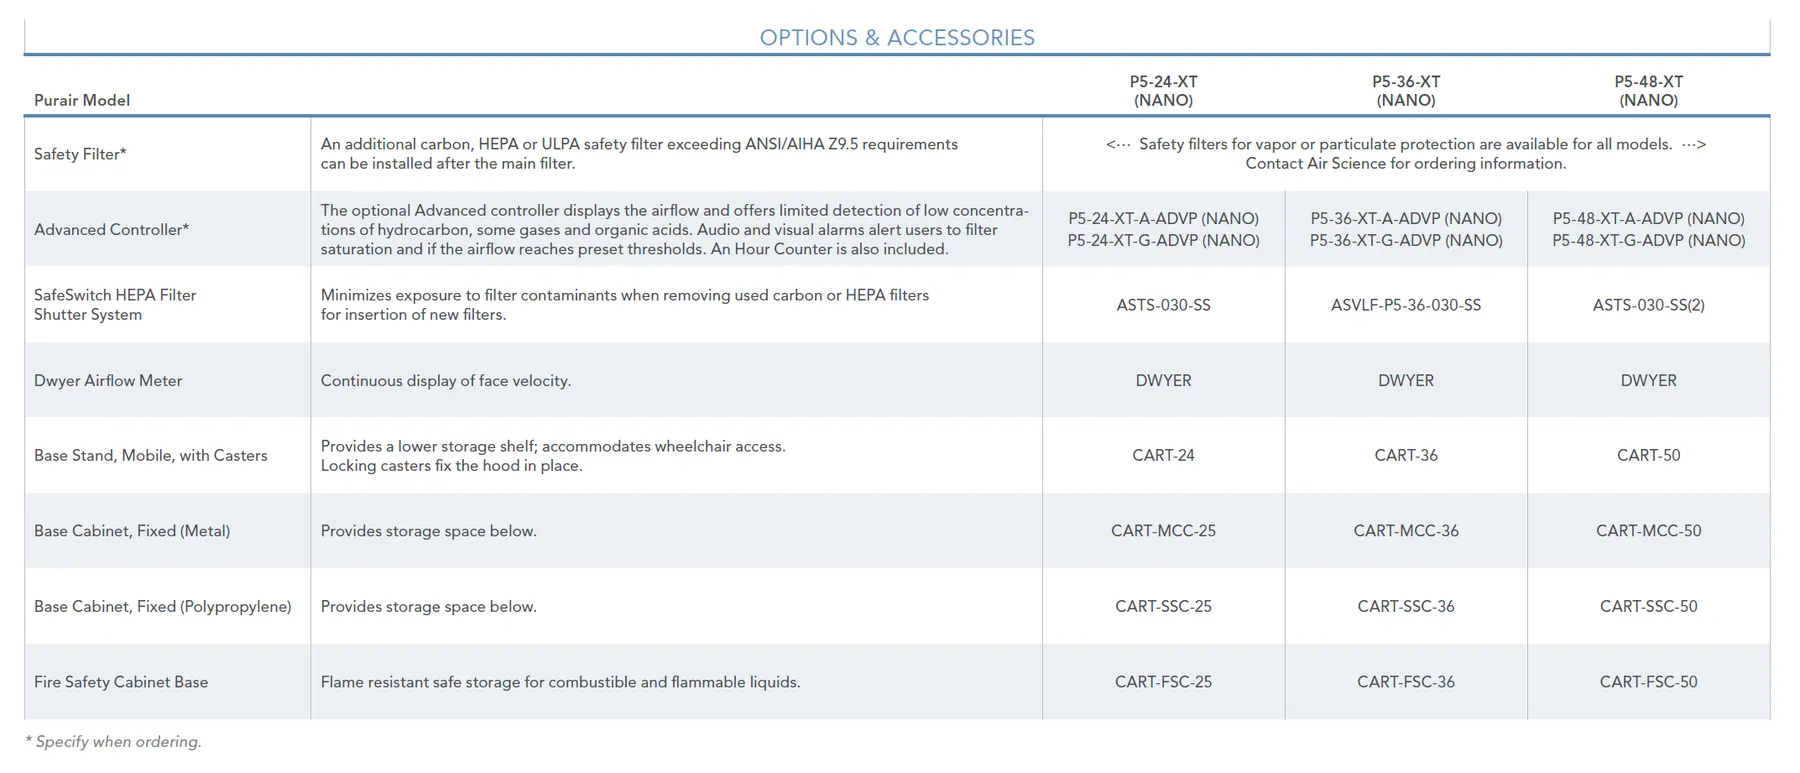 OPTIONS & ACCESSORIES
Purair Model
P5-24-XT
(NANO)
P5-36-XT
(NANO)
P5-48-XT
(NANO)
Safety Filter*
An additional carbon, HEPA or ULPA safety filter exceeding ANSI/AIHA Z9.5 requirements
can be installed after the main filter.
<··· Safety filters for vapor or particulate protection are available for all models. ···>
Contact Air Science for ordering information.
Advanced Controller*
The optional Advanced controller displays the airflow and offers limited detection of low concentra-
tions of hydrocarbon, some gases and organic acids. Audio and visual alarms alert users to filter
saturation and if the airflow reaches preset thresholds. An Hour Counter is also included.
P5-24-XT-A-ADVP (NANO)
P5-24-XT-G-ADVP (NANO)
P5-36-XT-A-ADVP (NANO)
P5-36-XT-G-ADVP (NANO)
P5-48-XT-A-ADVP (NANO)
P5-48-XT-G-ADVP (NANO)
SafeSwitch HEPA Filter
Shutter System
Minimizes exposure to filter contaminants when removing used carbon or HEPA filters
for insertion of new filters.
ASTS-030-SS
ASVLF-P5-36-030-SS
ASTS-030-SS(2)
Dwyer Airflow Meter
Continuous display of face velocity.
DWYER
DWYER
DWYER
Base Stand, Mobile, with Casters
Provides a lower storage shelf; accommodates wheelchair access.
Locking casters fix the hood in place.
CART-24
CART-36
CART-50
Base Cabinet, Fixed (Metal)
Provides storage space below.
CART-MCC-25
CART-MCC-36
CART-MCC-50
Base Cabinet, Fixed (Polypropylene)
Provides storage space below.
CART-SSC-25
CART-SSC-36
CART-SSC-50
Fire Safety Cabinet Base
Flame resistant safe storage for combustible and flammable liquids.
CART-FSC-25
CART-FSC-36
CART-FSC-50
* Specify when ordering.